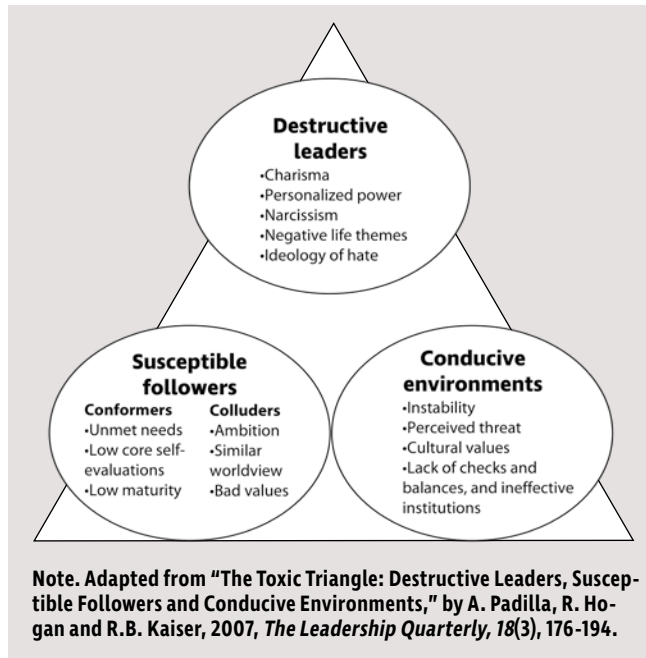 Destructive
leaders
•Charisma
•Personalized power
•Narcissism
•Negative life themes
•Ideology of hate
Susceptible
followers
Conformers
•Unmet needs
•Low core self-
evaluations
•Low maturity
Colluders
•Ambition
•Similar
worldview
•Bad values
Conducive
environments
•Instability
•Perceived threat
•Cultural values
•Lack of checks and
balances, and ineffective
institutions
Note. Adapted from “The Toxic Triangle: Destructive Leaders, Suscep-
tible Followers and Conducive Environments,” by A. Padilla, R. Ho-
gan and R.B. Kaiser, 2007, The Leadership Quarterly, 18(3), 176-194.